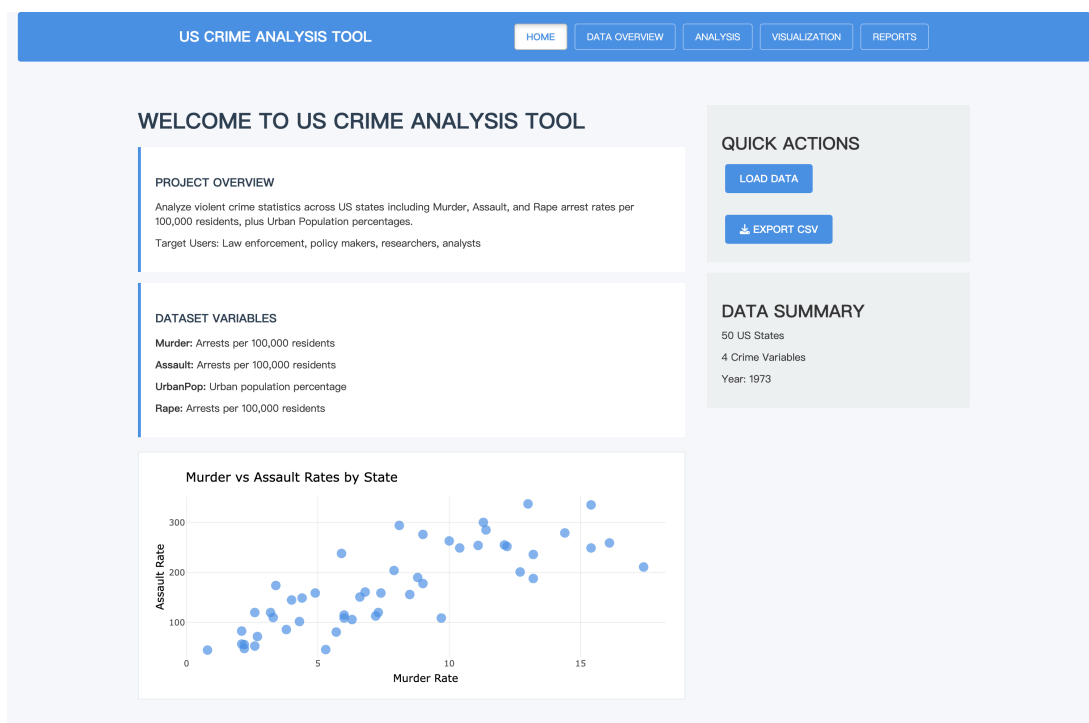 US CRIME ANALYSIS TOOL
HOME
DATA OVERVIEW
ANALYSIS
VISUALIZATION
REPORTS
WELCOME TO US CRIME ANALYSIS TOOL
PROJECT OVERVIEW
Analyze violent crime statistics across US states including Murder, Assault, and Rape arrest rates per
100,000 residents, plus Urban Population percentages.
Target Users: Law enforcement, policy makers, researchers, analysts
DATASET VARIABLES
Murder: Arrests per 100,000 residents
Assault: Arrests per 100,000 residents
UrbanPop: Urban population percentage
Rape: Arrests per 100,000 residents
Murder vs Assault Rates by State
300
200
100
Assault Rate
0
5
10
15
Murder Rate
QUICK ACTIONS
LOAD DATA
EXPORT CSV
DATA SUMMARY
50 US States
4 Crime Variables
Year: 1973